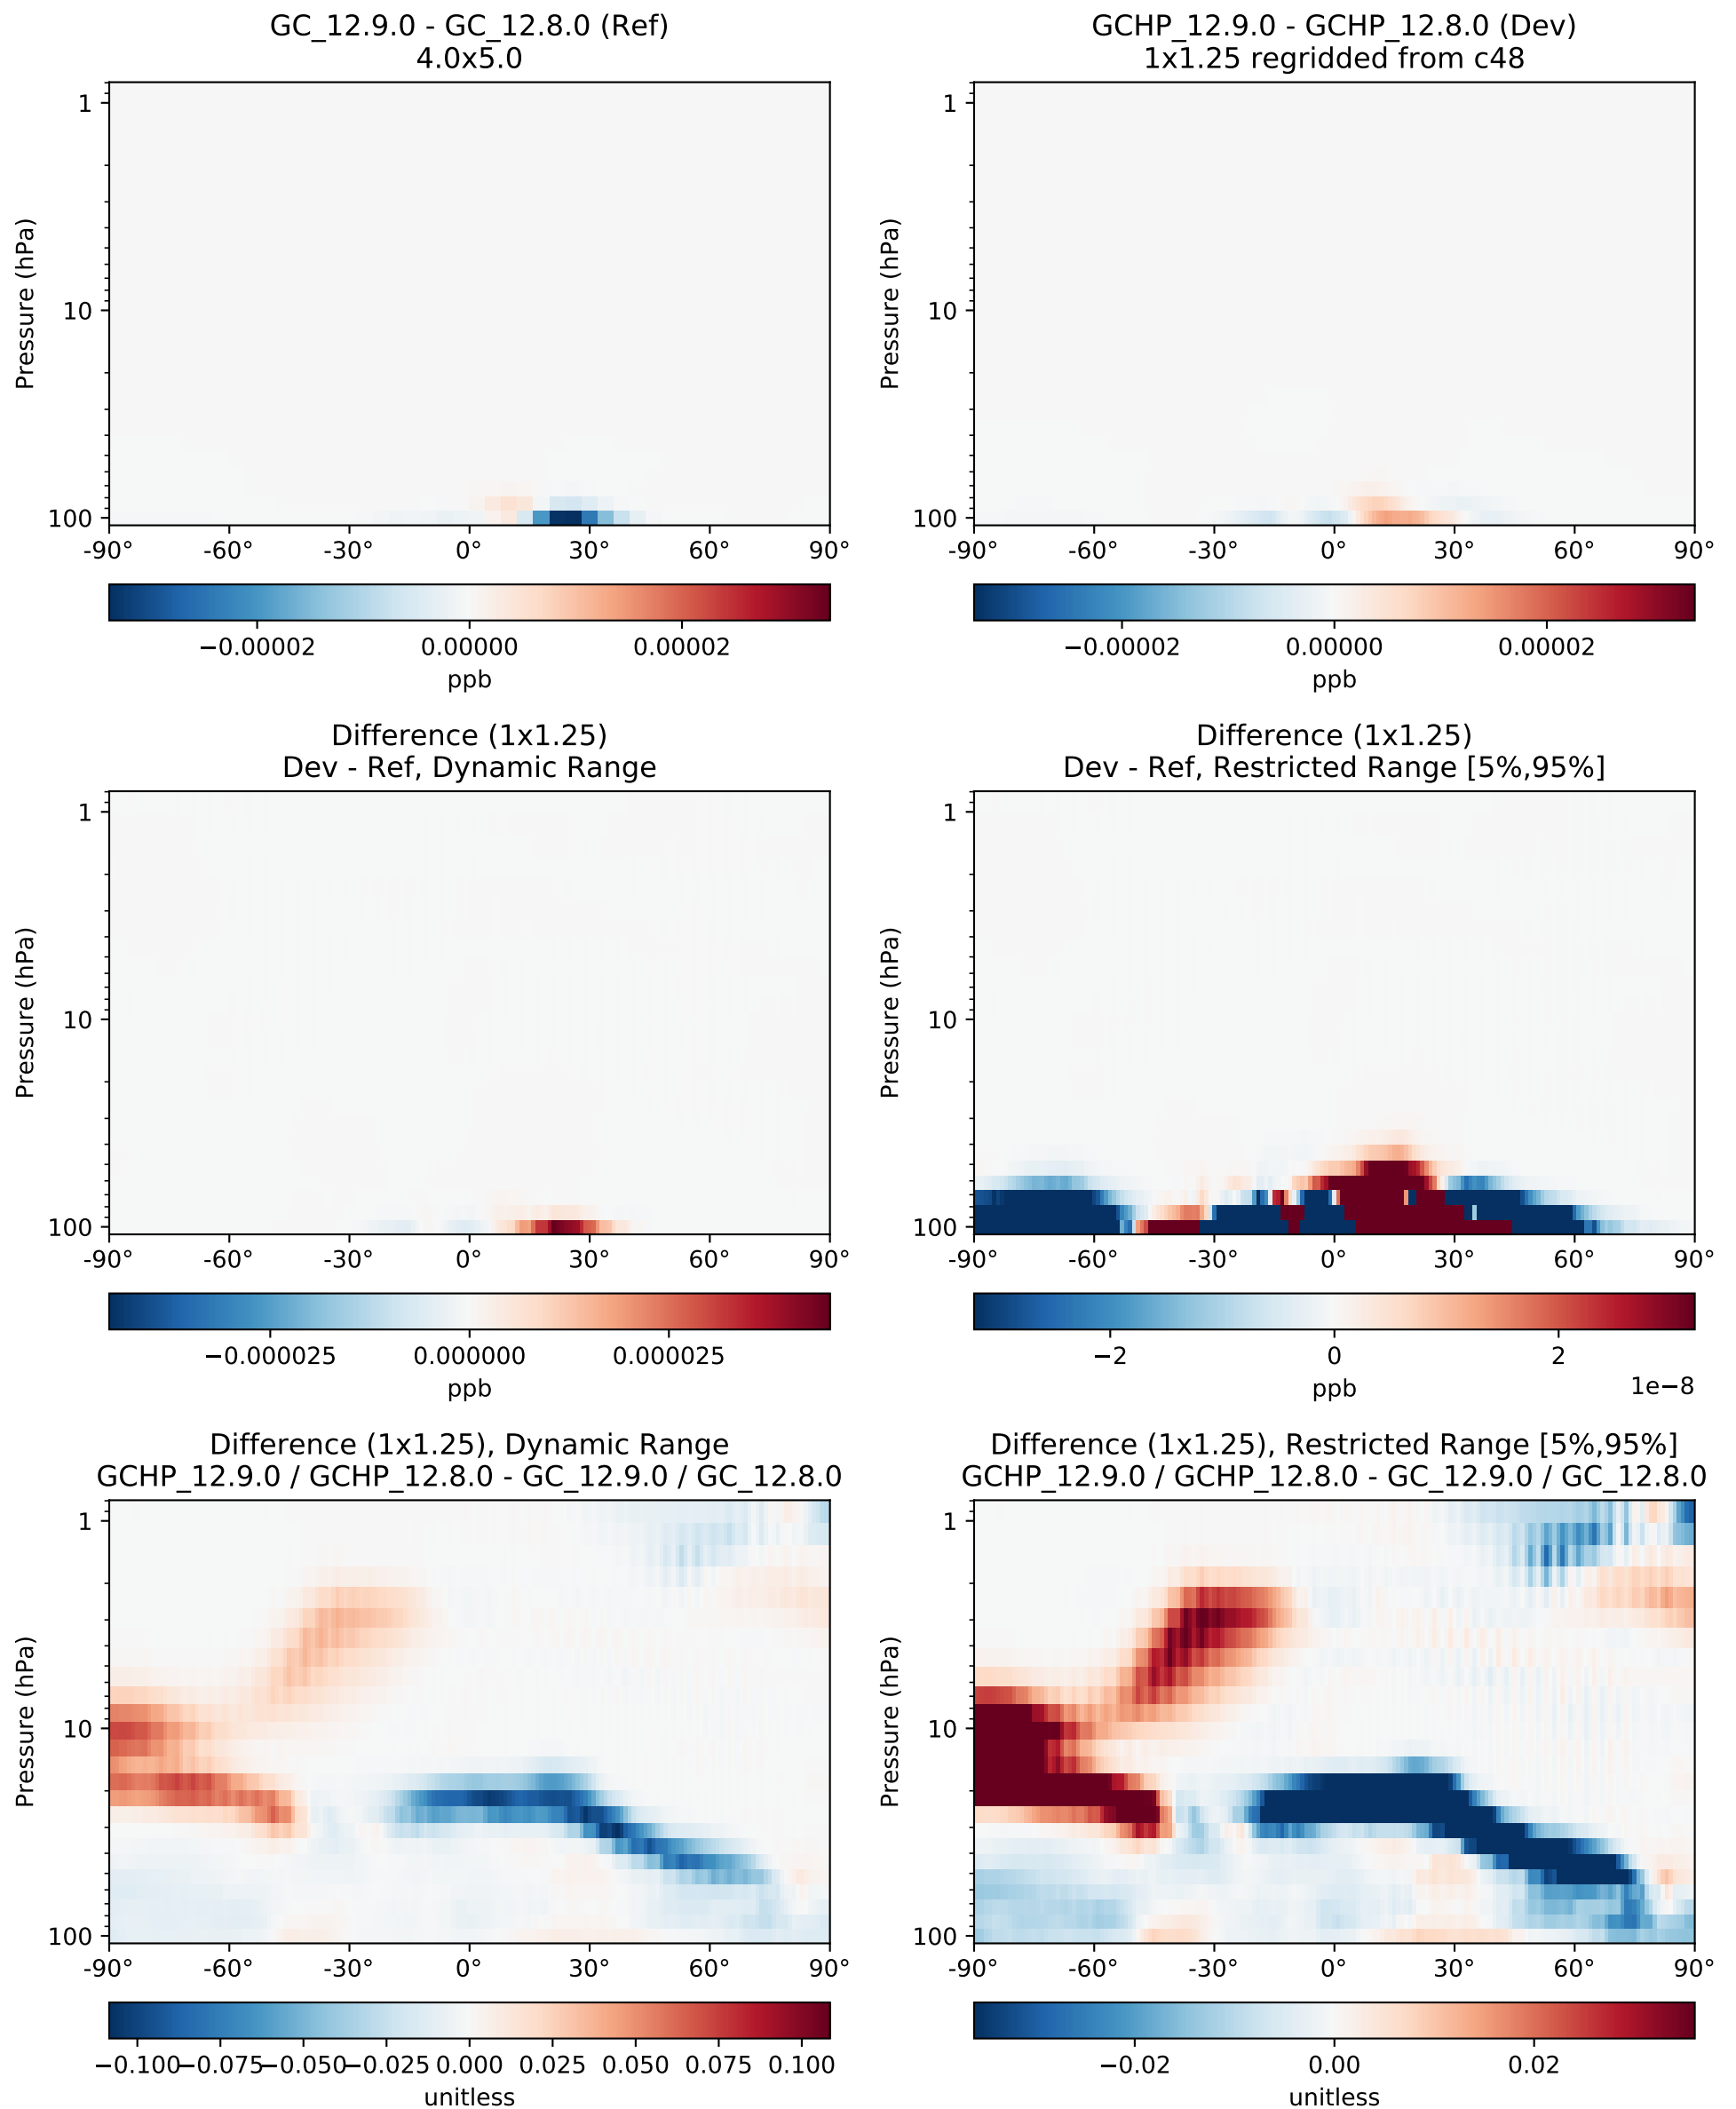 GC_12.9.0 - GC_12.8.0 (Ref)
4.0x5.0
Pressure (hPa)
1
10
100
-90° -60° -30° 0° 30° 60° 90°
−0.00002 0.00000 0.00002
ppb
GCHP_12.9.0 - GCHP_12.8.0 (Dev)
1x1.25 regridded from c48
Pressure (hPa)
1
10
100
-90° -60° -30° 0° 30° 60° 90°
−0.00002 0.00000 0.00002
ppb
Difference (1x1.25)
Dev - Ref, Dynamic Range
Pressure (hPa)
1
10
100
-90° -60° -30° 0° 30° 60° 90°
−0.000025 0.000000 0.000025
ppb
Difference (1x1.25)
Dev - Ref, Restricted Range [5%,95%]
Pressure (hPa)
1
10
100
-90° -60° -30° 0° 30° 60° 90°
−2 0 2
ppb
1e−8
Difference (1x1.25), Dynamic Range
GCHP_12.9.0 / GCHP_12.8.0 - GC_12.9.0 / GC_12.8.0
Pressure (hPa)
1
10
100
-90° -60° -30° 0° 30° 60° 90°
−0.100 −0.075 −0.050 −0.025 0.000 0.025 0.050 0.075 0.100
unitless
Difference (1x1.25), Restricted Range [5%,95%]
GCHP_12.9.0 / GCHP_12.8.0 - GC_12.9.0 / GC_12.8.0
Pressure (hPa)
1
10
100
-90° -60° -30° 0° 30° 60° 90°
−0.02 0.00 0.02
unitless